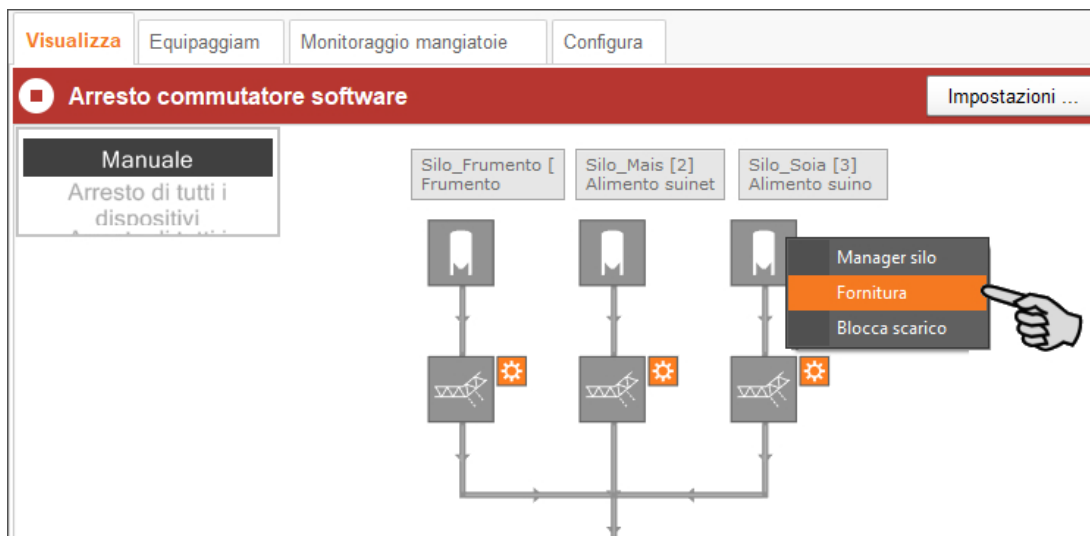 Visualizza Equipaggiam Monitoraggio mangiatoie Configura
Arresto commutatore software Impostazioni ...
Manuale
Arresto di tutti i
dispositivi
Silo_Frumento [
Frumento
Silo_Mais [2]
Alimento suinet
Silo_Soia [3]
Alimento suino
Manager silo
Fornitura
Blocca scarico